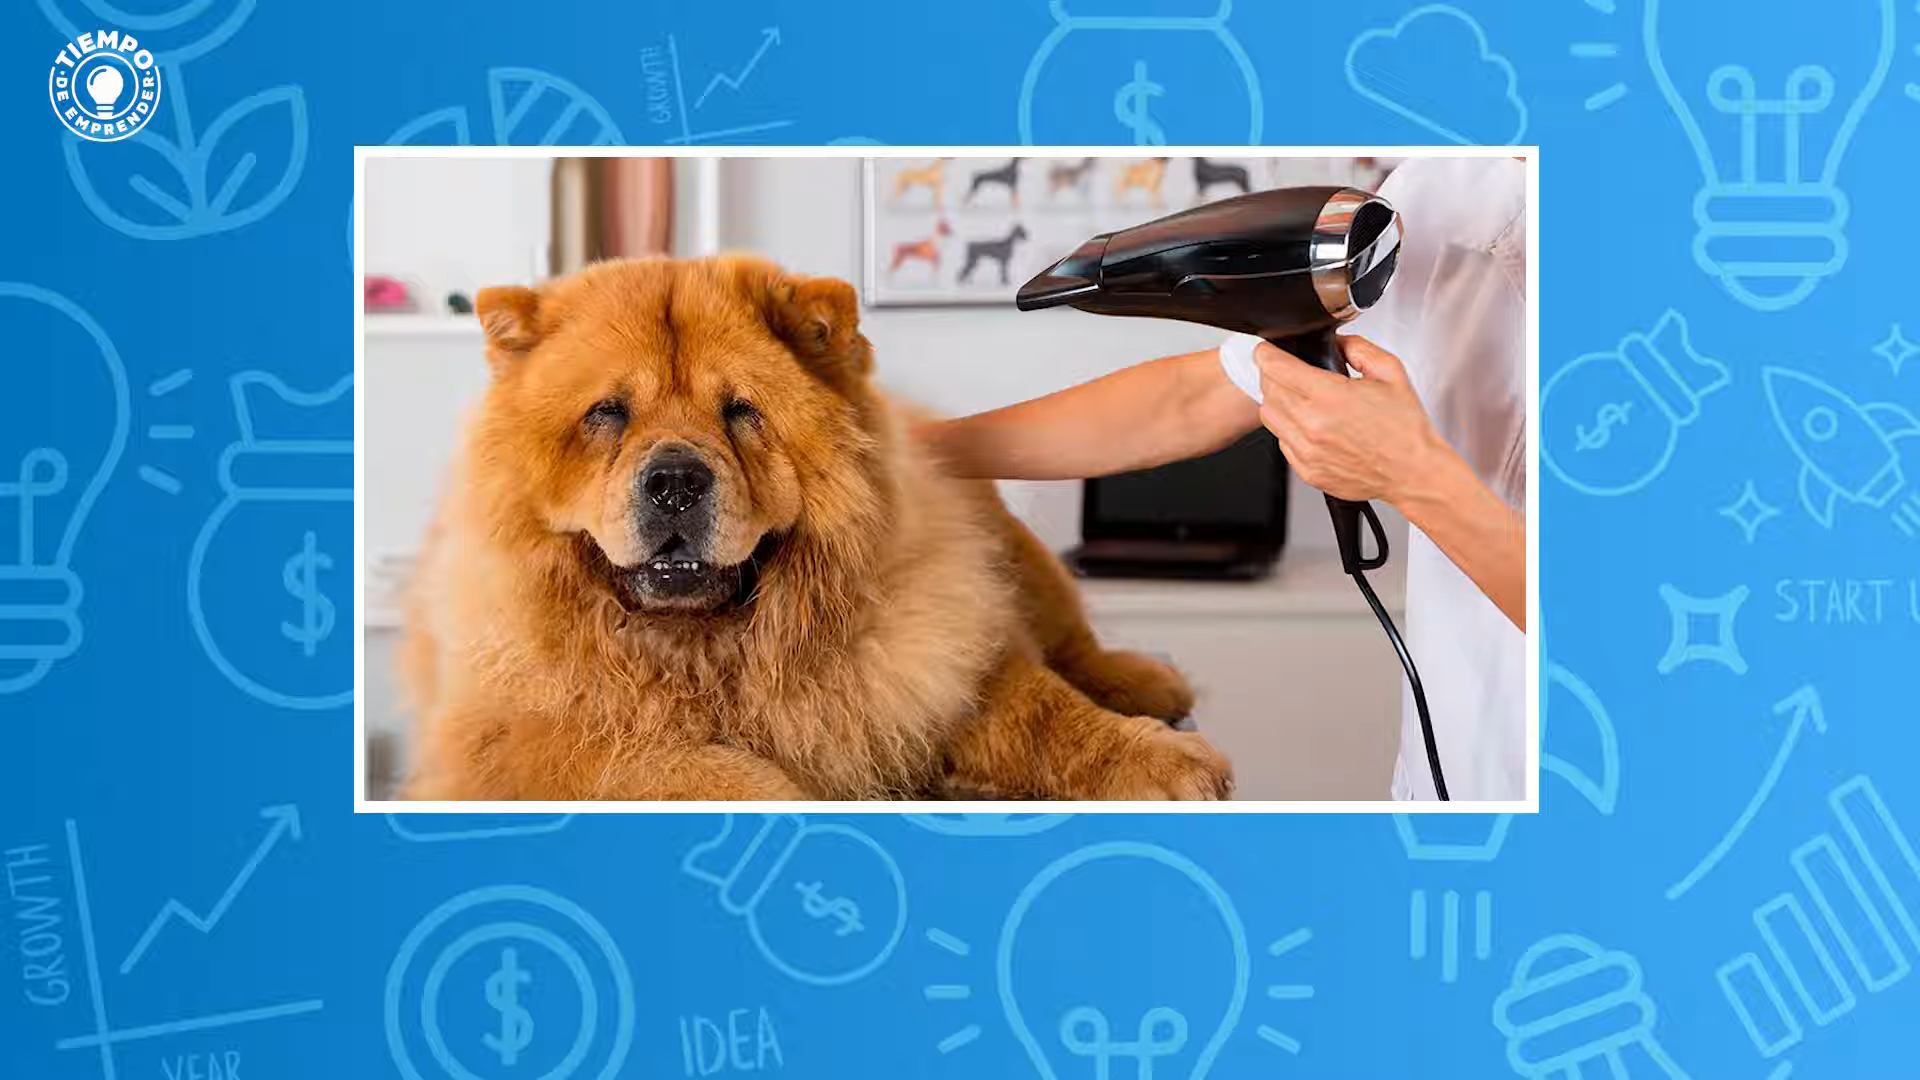 TIEMPO
DE EMPRENDER
GROWTH
START U
GROWTH
YEAR
IDEA